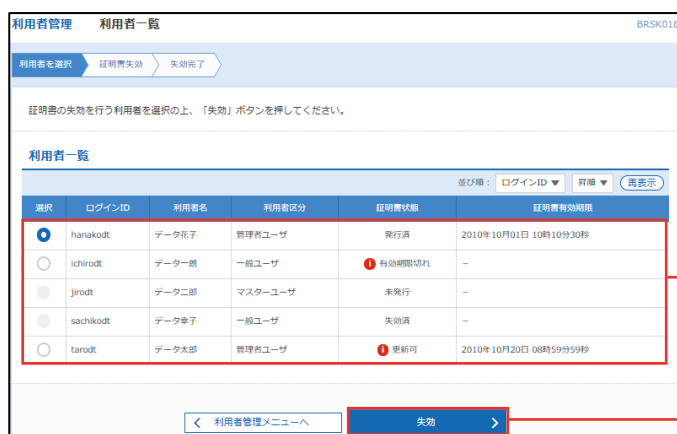 利用者管理 利用者一覧 BRSK018
利用者を選択 証明書失効 失効完了
証明書の失効を行う利用者を選択の上、「失効」ボタンを押してください。
利用者一覧
並び順： ログインID ▼ 昇順 ▼ 再表示
選択 ログインID 利用者名 利用者区分 証明書状態 証明書有効期限
hanakodt データ花子 管理者ユーザ 発行済 2010年10月01日 10時10分30秒
ichirodt データ一朗 一般ユーザ 有効期限切れ －
jirodt データ二郎 マスターユーザ 未発行 －
sachikodt データ幸子 一般ユーザ 失効済 －
tarodt データ太郎 管理者ユーザ 更新可 2010年10月20日 08時59分59秒
利用者管理メニューへ 失効